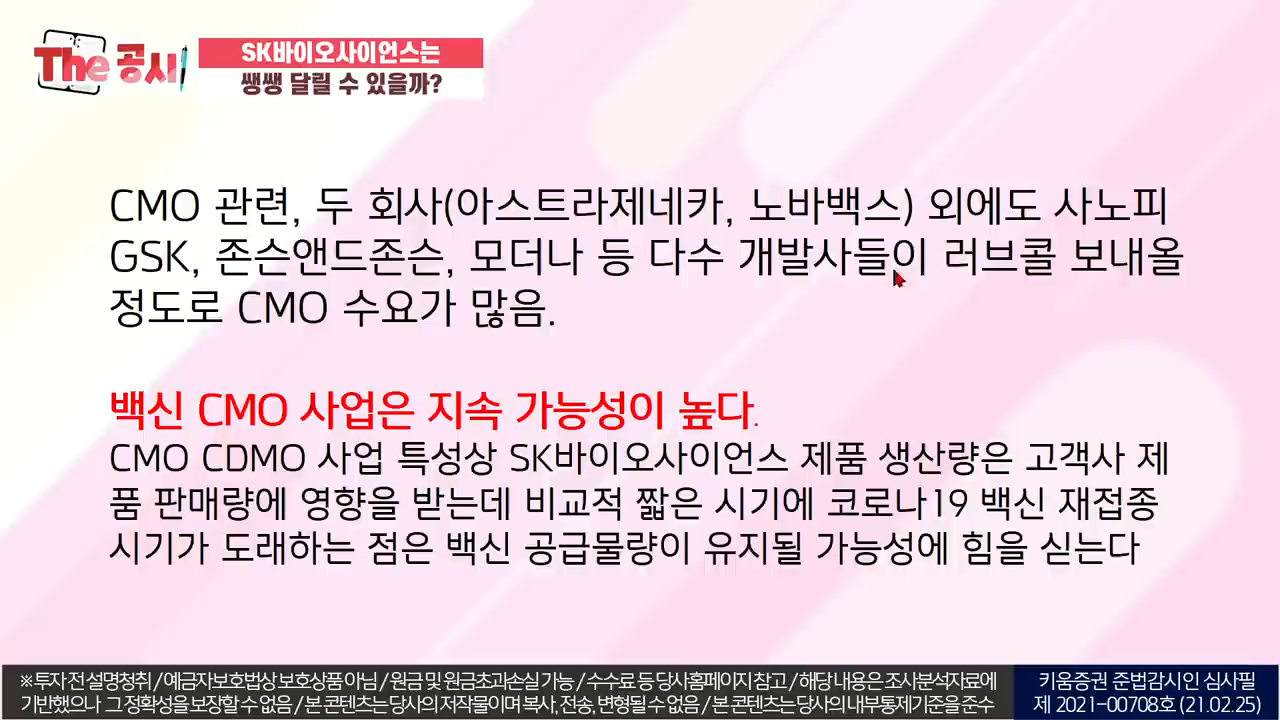 The 공시
SK바이오사이언스는
쌩쌩 달릴 수 있을까?
CMO 관련, 두 회사(아스트라제네카, 노바백스) 외에도 사노피
GSK, 존슨앤드존슨, 모더나 등 다수 개발사들이 러브콜 보내올
정도로 CMO 수요가 많음.
백신 CMO 사업은 지속 가능성이 높다.
CMO CDMO 사업 특성상 SK바이오사이언스 제품 생산량은 고객사 제
품 판매량에 영향을 받는데 비교적 짧은 시기에 코로나19 백신 재접종
시기가 도래하는 점은 백신 공급물량이 유지될 가능성에 힘을 싣는다
※ 투자 전 설명청취 / 예금자보호법상 보호상품 아님 / 원금 및 원금초과손실 가능 / 수수료 등 당사홈페이지 참고 / 해당 내용은 조사분석자료에
기반했으나 그 정확성을 보장할 수 없음 / 본 콘텐츠는 당사의 저작물이며 복사, 전송, 변형될 수 없음 / 본 콘텐츠는 당사의 내부통제기준을 준수
키움증권 준법감시인 심사필
제 2021-00708호 (21.02.25)